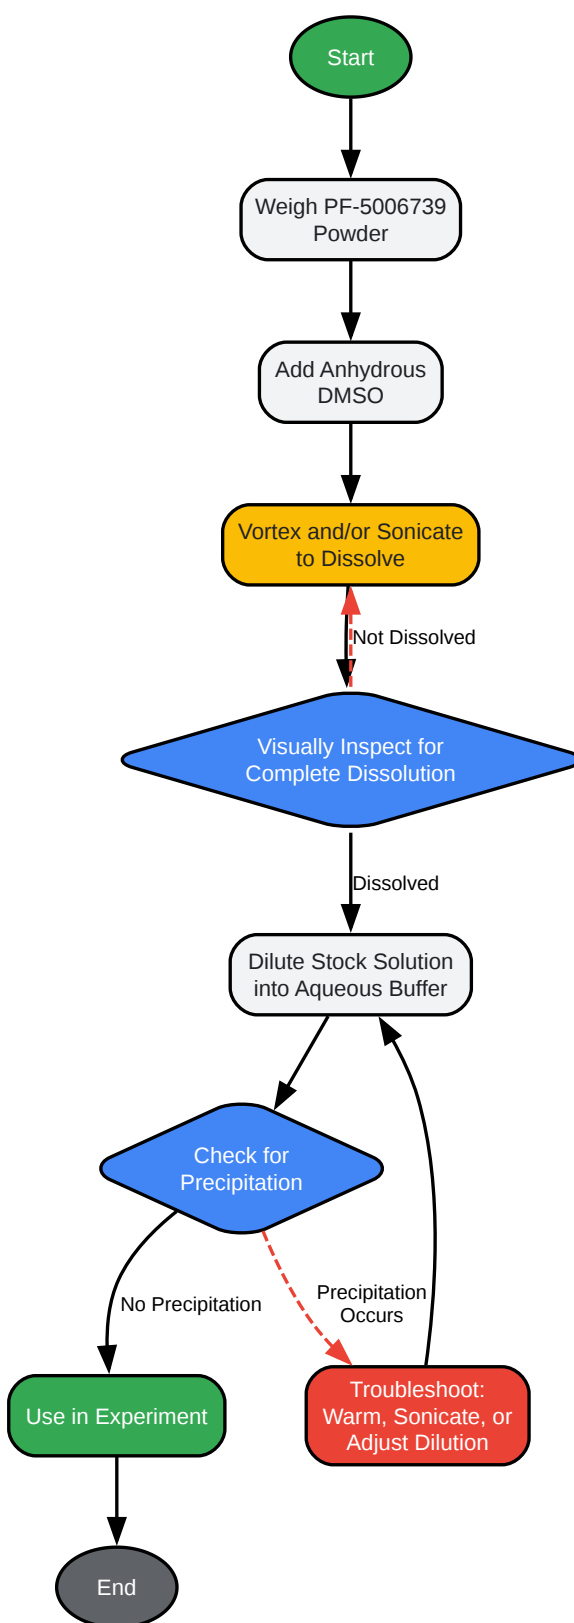 Start
Weigh PF-5006739
Powder
Add Anhydrous
DMSO
Vortex and/or Sonicate
to Dissolve
Not Dissolved
Visually Inspect for
Complete Dissolution
Dissolved
Dilute Stock Solution
into Aqueous Buffer
Check for
Precipitation
No Precipitation
Precipitation
Occurs
Use in Experiment
Troubleshoot:
Warm, Sonicate, or
Adjust Dilution
End